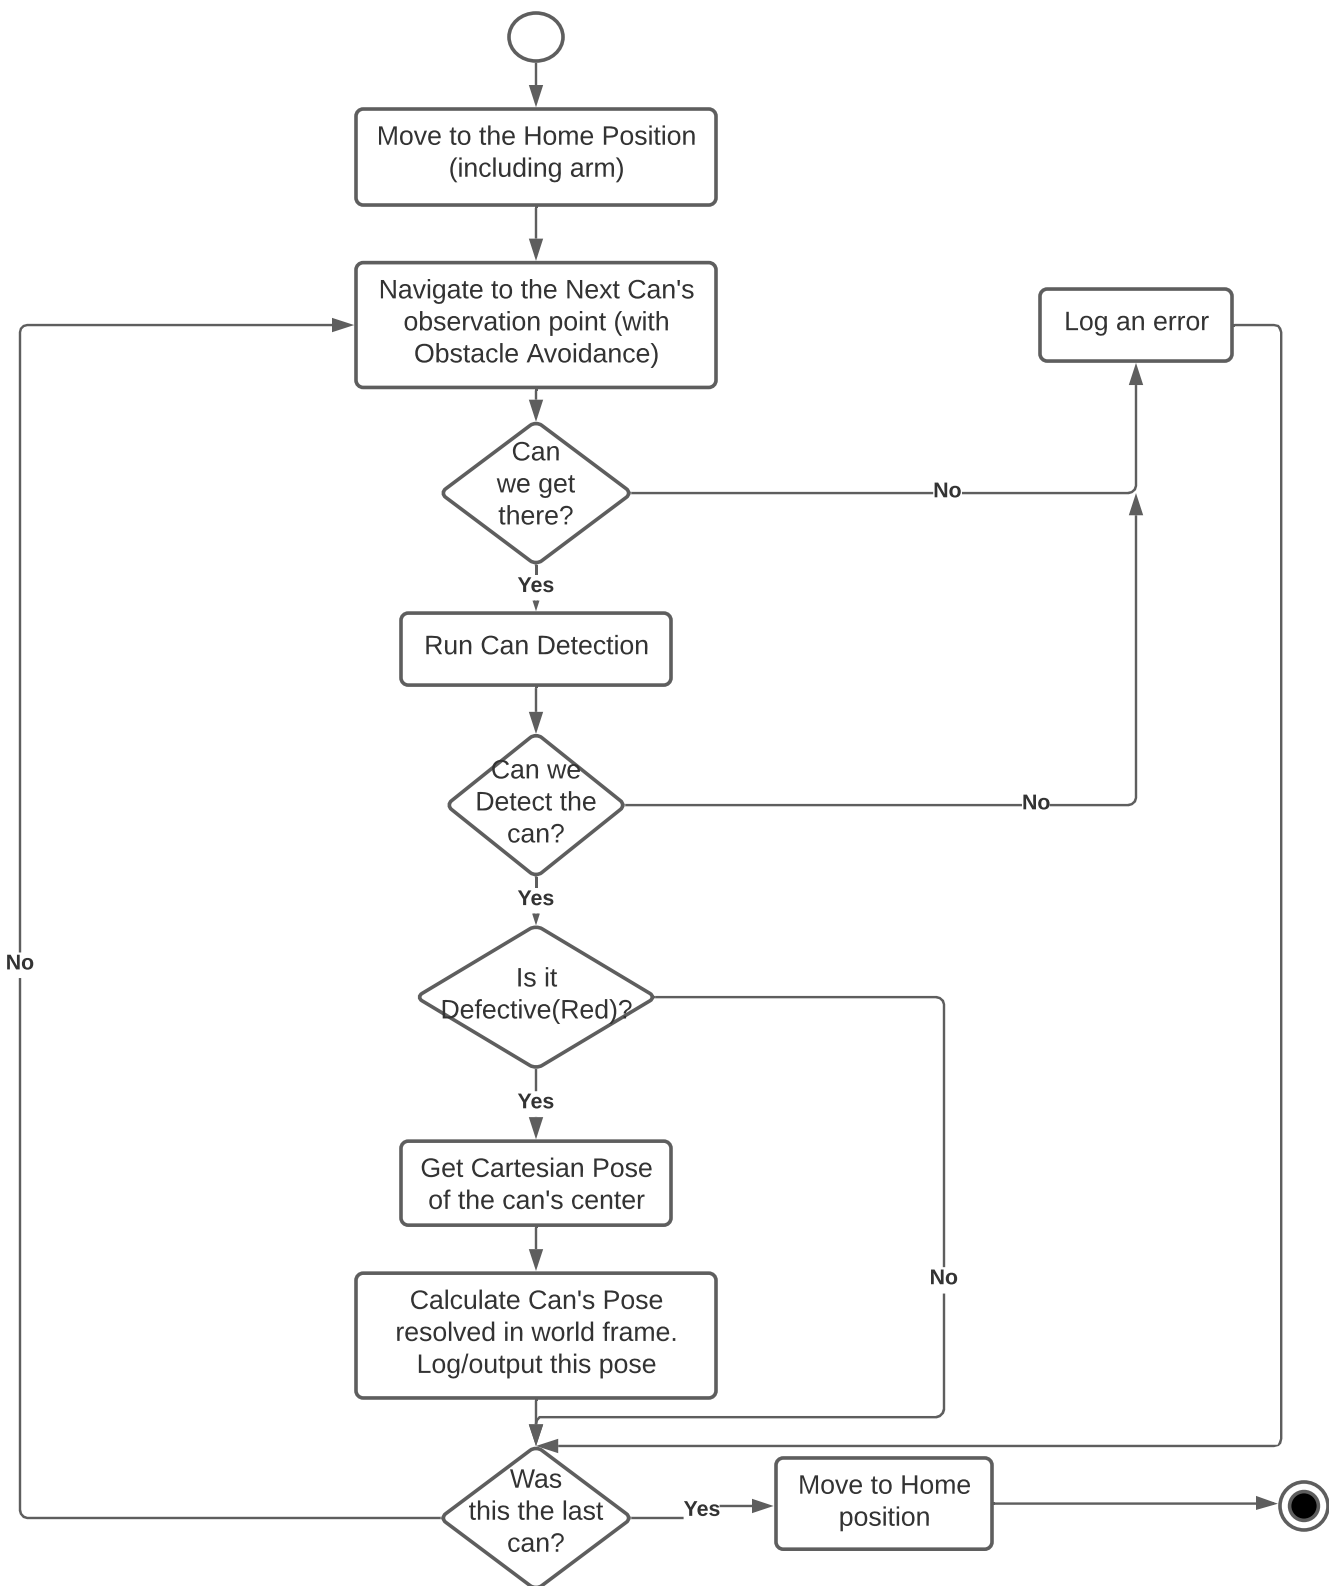 Move to the Home Position
(including arm)
Navigate to the Next Can's
observation point (with
Obstacle Avoidance)
Log an error
Can
we get
there?
No
Yes
Run Can Detection
Can we
Detect the
can?
No
Yes
No
Is it
Defective(Red)?
Yes
Get Cartesian Pose
of the can's center
No
Calculate Can's Pose
resolved in world frame.
Log/output this pose
Was
this the last
can?
Yes
Move to Home
position